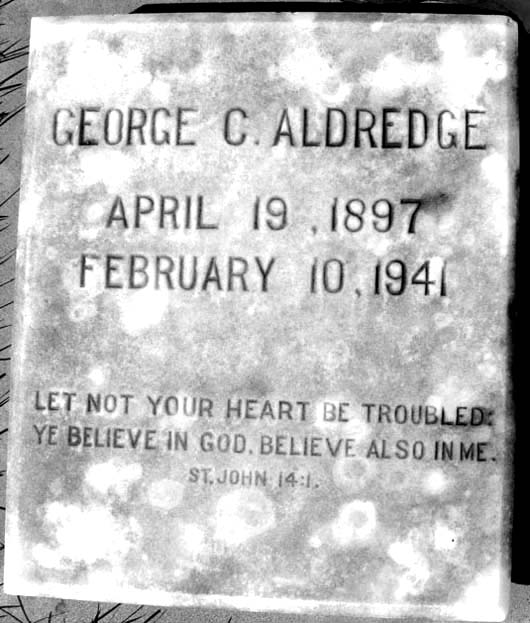 GEORGE C. ALDREDGE
APRIL 19, 1897
FEBRUARY 10, 1941
LET NOT YOUR HEART BE TROUBLED:
YE BELIEVE IN GOD, BELIEVE ALSO IN ME.
ST. JOHN 14:1.